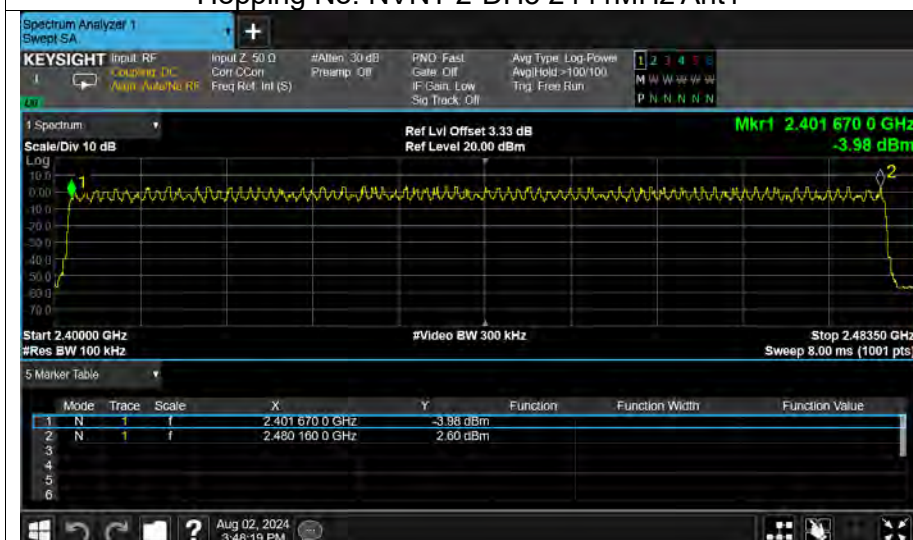 Hopping No. NVNT 2-DH5 2441MHz Ant1
Spectrum Analyzer 1
Swept SA
+
KEYSIGHT Input: RF
Coupling: DC
Align: Auto/No RF
Input Z: 50 Ω
Corr CCorr
Freq Ref: Int (S)
#Atten: 30 dB
Preamp: Off
PNO: Fast
Gate: Off
IF Gain: Low
Sig Track: Off
Avg Type: Log-Power
Avg|Hold >100/100
Trig: Free Run
1 2 3 4 5 6
M W W W W W
P N N N N N
1 Spectrum
Scale/Div 10 dB
Ref Lvl Offset 3.33 dB
Ref Level 20.00 dBm
Mkr1 2.401 670 0 GHz
-3.98 dBm
Log
10.0
0.00
-10.0
-20.0
-30.0
-40.0
-50.0
-60.0
-70.0
1
2
Start 2.40000 GHz
#Res BW 100 kHz
#Video BW 300 kHz
Stop 2.48350 GHz
Sweep 8.00 ms (1001 pts)
5 Marker Table
Mode Trace Scale X Y Function Function Width Function Value
1 N 1 f 2.401 670 0 GHz -3.98 dBm
2 N 1 f 2.480 160 0 GHz 2.60 dBm
3
4
5
6
?
Aug 02, 2024
3:48:19 PM